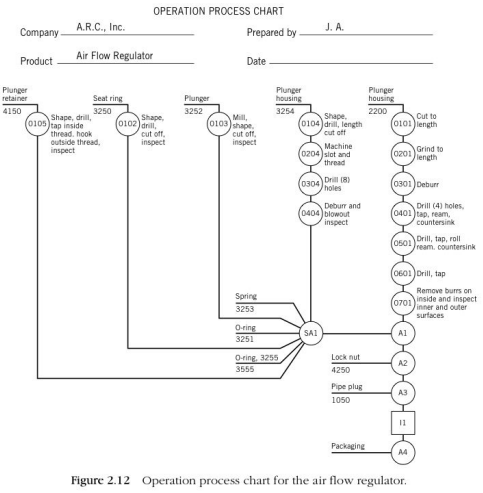 OPERATION PROCESS CHART
Company A.R.C., Inc.
Prepared by J. A.
Product Air Flow Regulator
Date
Plunger
retainer
4150
0105
Shape, drill,
tap inside
thread. hook
outside thread,
inspect
Seat ring
3250
0102
Shape,
drill,
cut off,
inspect
Plunger
3252
0103
Mill,
shape,
cut off,
inspect
Plunger
housing
3254
0104
Shape,
drill, length
cut off
0204
Machine
slot and
thread
0304
Drill (8)
holes
0404
Deburr and
blowout
inspect
Plunger
housing
2200
0101
Cut to
length
0201
Grind to
length
0301
Deburr
0401
Drill (4) holes,
tap, ream,
countersink
0501
Drill, tap, roll
ream. countersink
0601
Drill, tap
0701
Remove burrs on
inside and inspect
inner and outer
surfaces
Spring
3253
O-ring
3251
O-ring, 3255
3555
SA1
A1
Lock nut
4250
A2
Pipe plug
1050
A3
I1
Packaging
A4
Figure 2.12 Operation process chart for the air flow regulator.